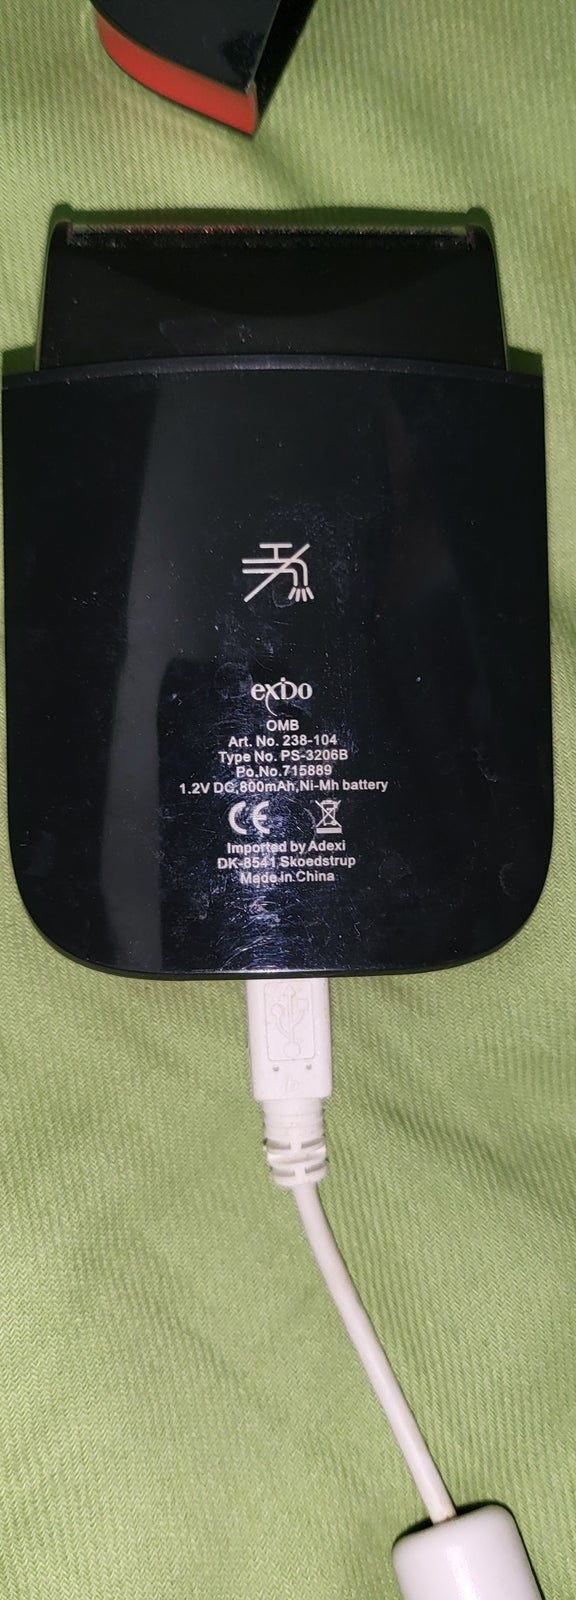 exido
OMB
Art. No. 238-104
Type No. PS-3206B
Po.No.715889
1.2V DC,800mAh,Ni-Mh battery
CE
Imported by Adexi
DK-8541 Skoedstrup
Made in China